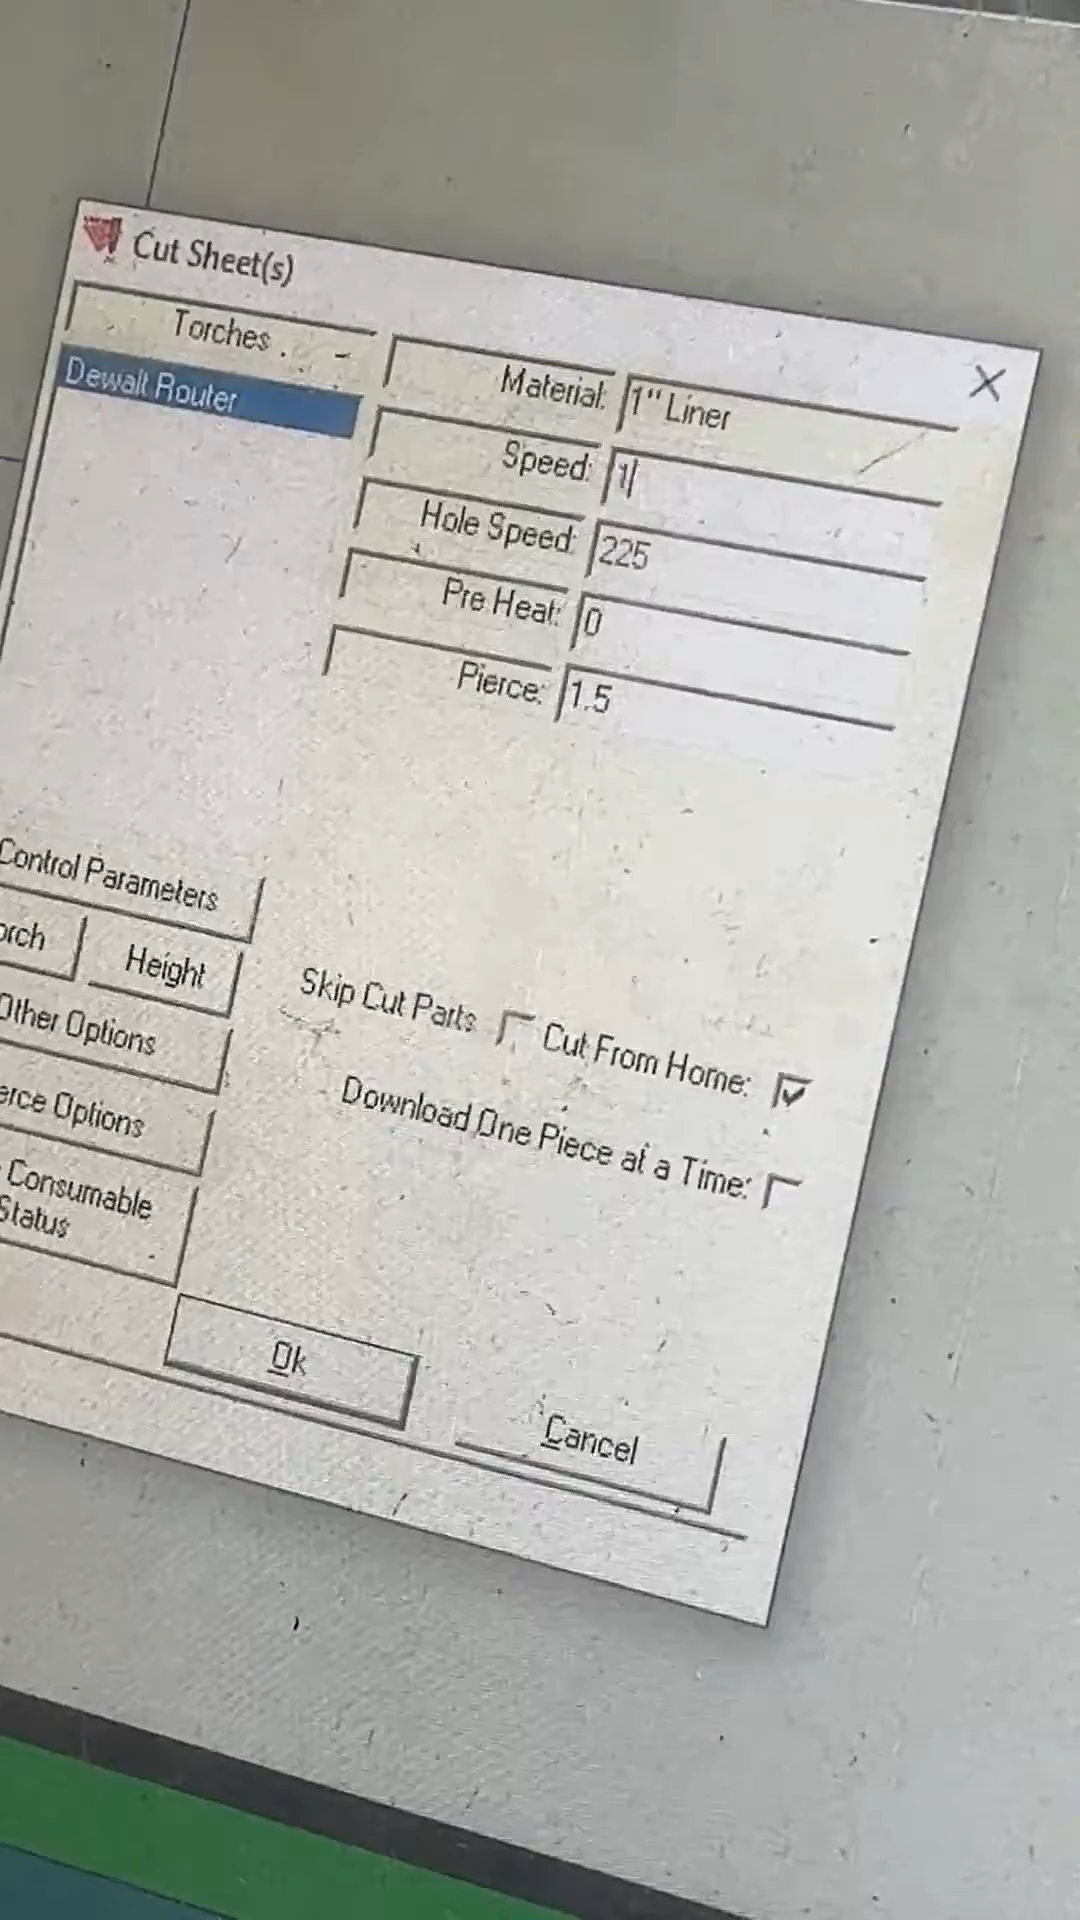 Cut Sheet(s)
Torches
Dewalt Router
Material: 1" Liner
Speed: 1
Hole Speed: 225
Pre Heat: 0
Pierce: 1.5
Control Parameters
orch Height
Other Options
erce Options
Consumable
Status
Skip Cut Parts Cut From Home:
Download One Piece at a Time:
Ok
Cancel